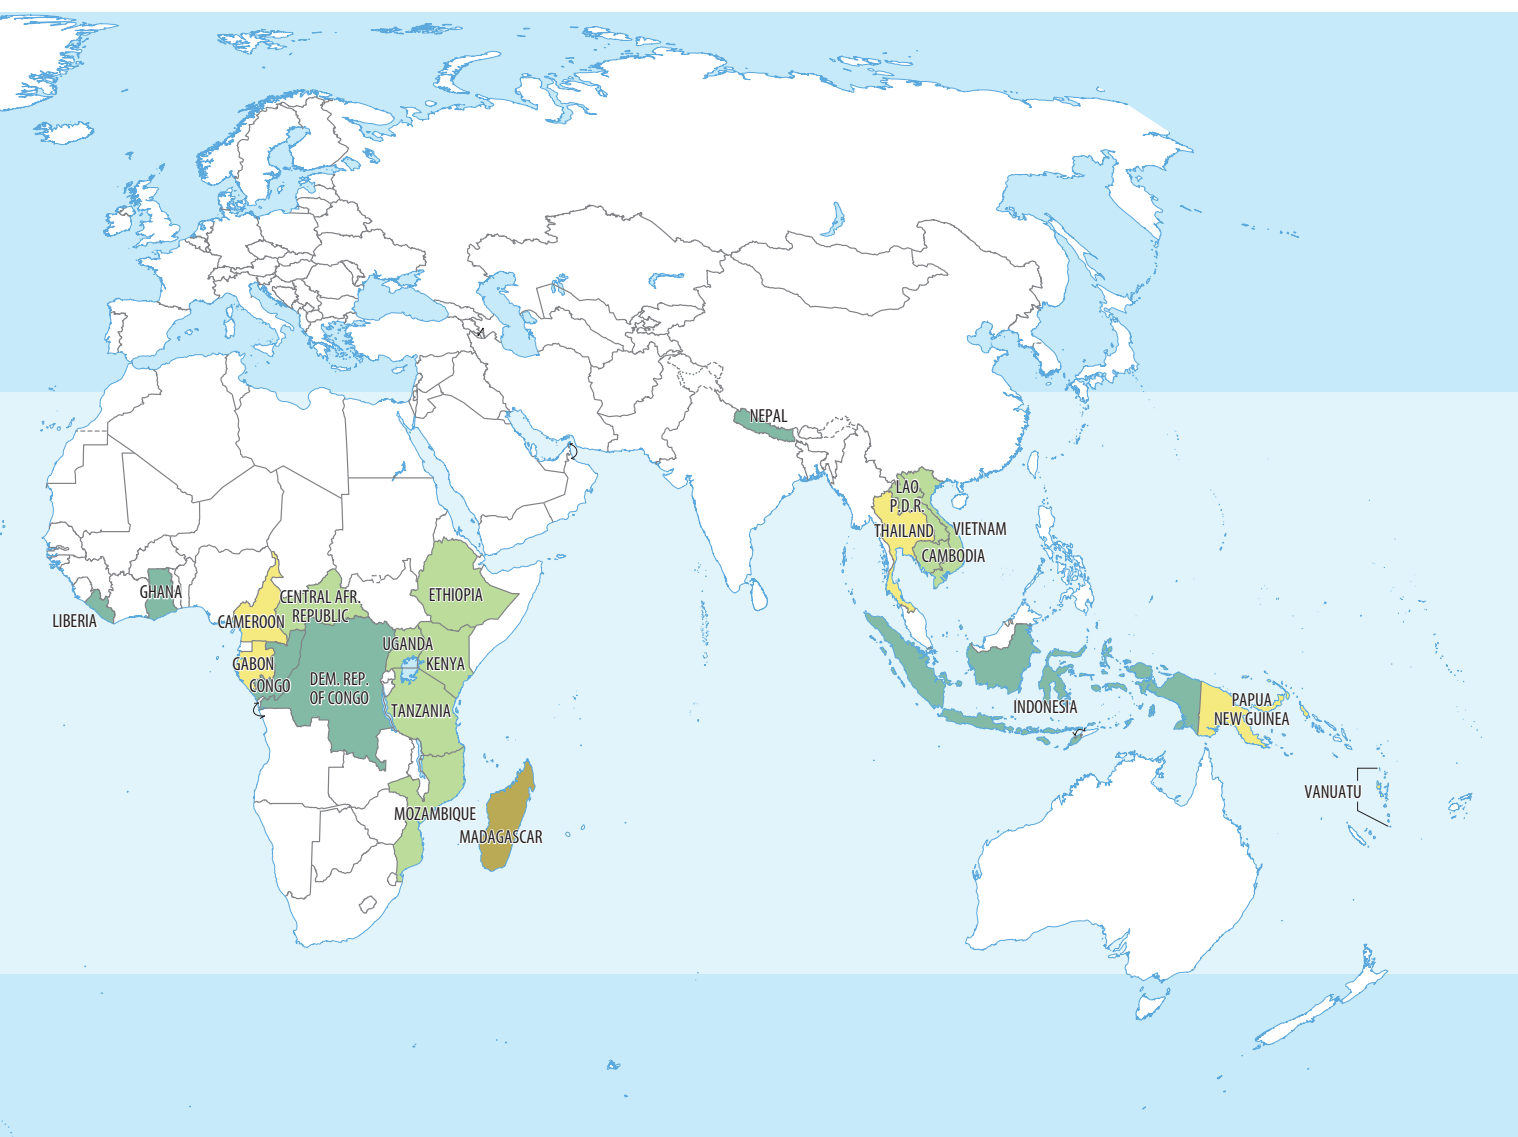 NEPAL
LAO
P.D.R.
THAILAND
VIETNAM
CAMBODIA
GHANA
LIBERIA
CENTRAL AFR.
REPUBLIC
ETHIOPIA
CAMEROON
UGANDA
KENYA
GABON
CONGO
DEM. REP.
OF CONGO
TANZANIA
INDONESIA
PAPUA
NEW GUINEA
VANUATU
MOZAMBIQUE
MADAGASCAR